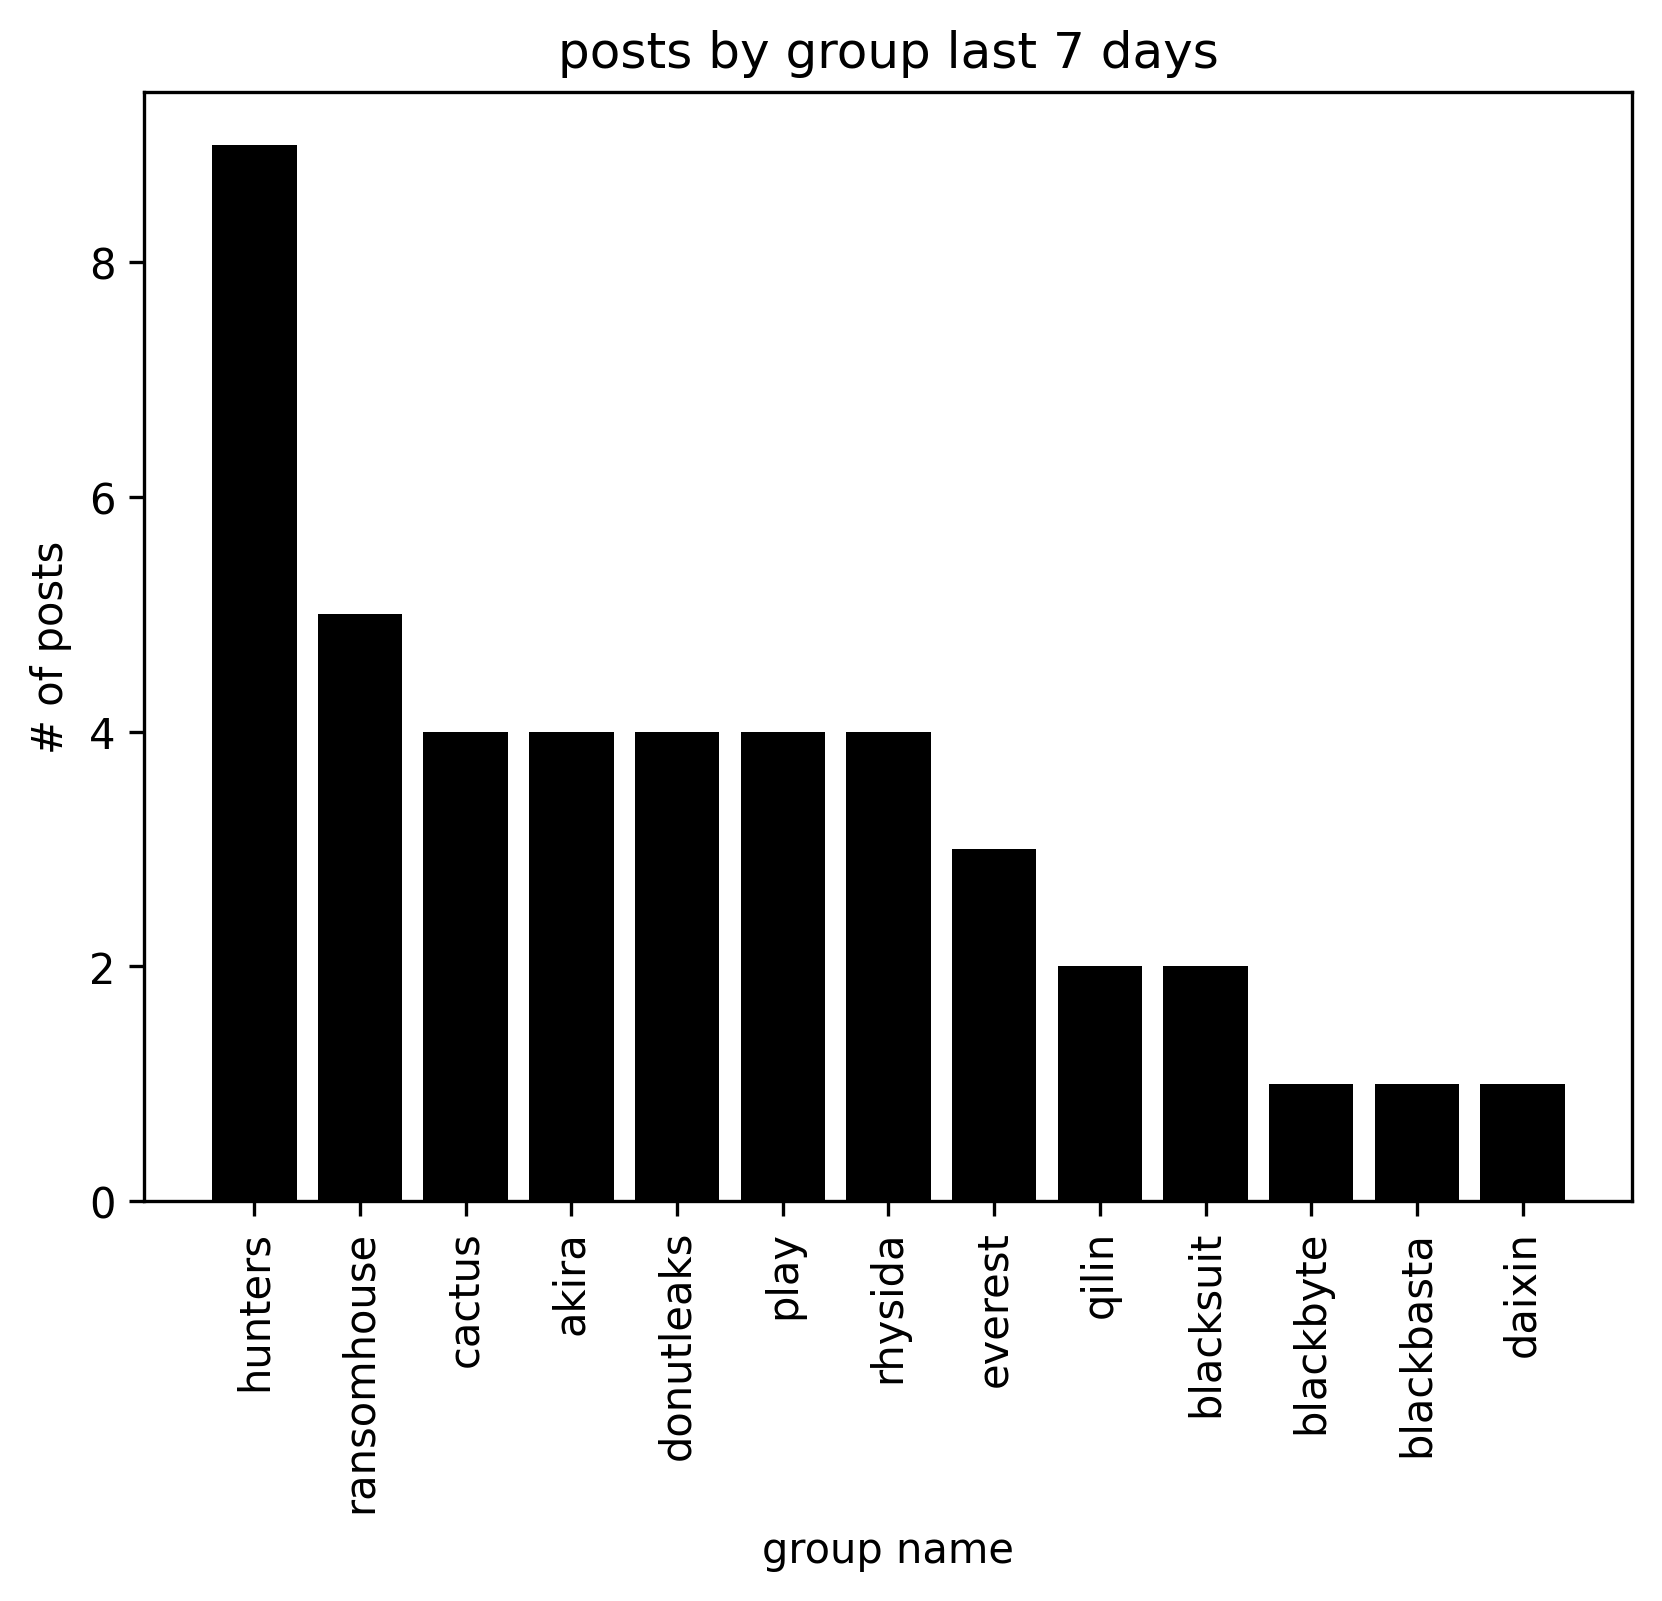 posts by group last 7 days
# of posts
8
6
4
2
0
hunters
ransomhouse
cactus
akira
donutleaks
play
rhysida
everest
qilin
blacksuit
blackbyte
blackbasta
daixin
group name